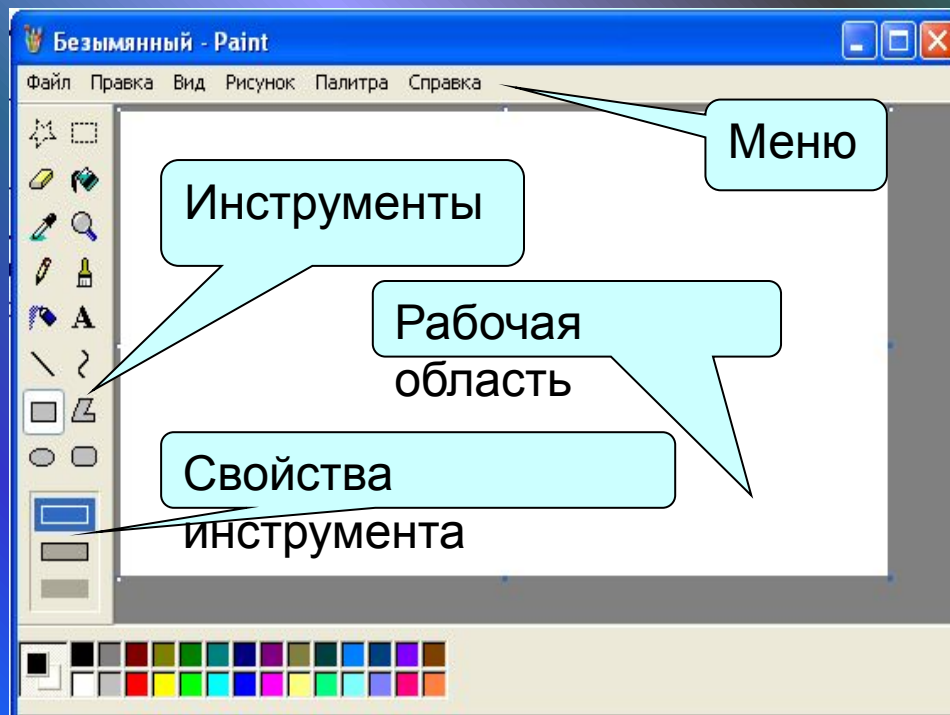 Безымянный - Paint
Файл Правка Вид Рисунок Палитра Справка
Меню
Инструменты
A
Рабочая
область
Свойства
инструмента